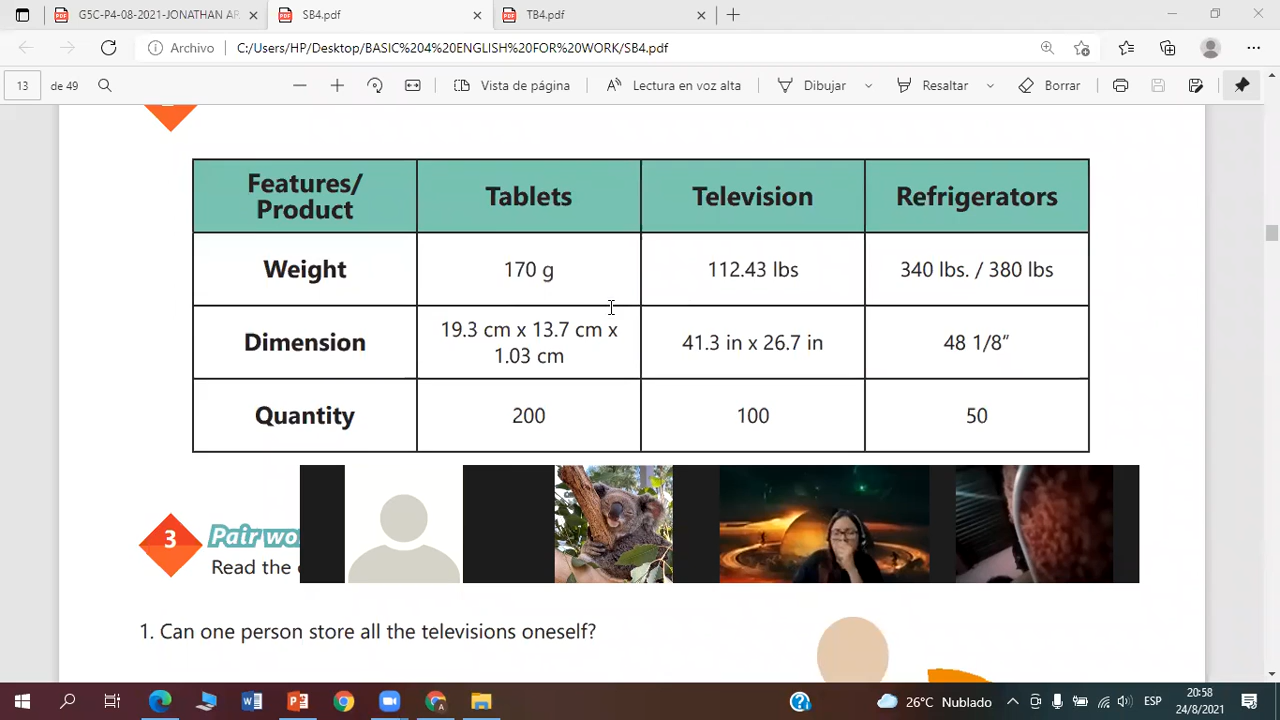 G5C-P4-08-2021-JONATHAN AR
SB4.pdf
TB4.pdf
Archivo
C:/Users/HP/Desktop/BASIC%204%20ENGLISH%20FOR%20WORK/SB4.pdf
13 de 49
Vista de página
Lectura en voz alta
Dibujar
Resaltar
Borrar
Features/ Product Tablets Television Refrigerators
Weight 170 g 112.43 lbs 340 lbs. / 380 lbs
Dimension 19.3 cm x 13.7 cm x 1.03 cm 41.3 in x 26.7 in 48 1/8”
Quantity 200 100 50
3 Pair wo
Read the
1. Can one person store all the televisions oneself?
26°C Nublado
ESP
20:58
24/8/2021